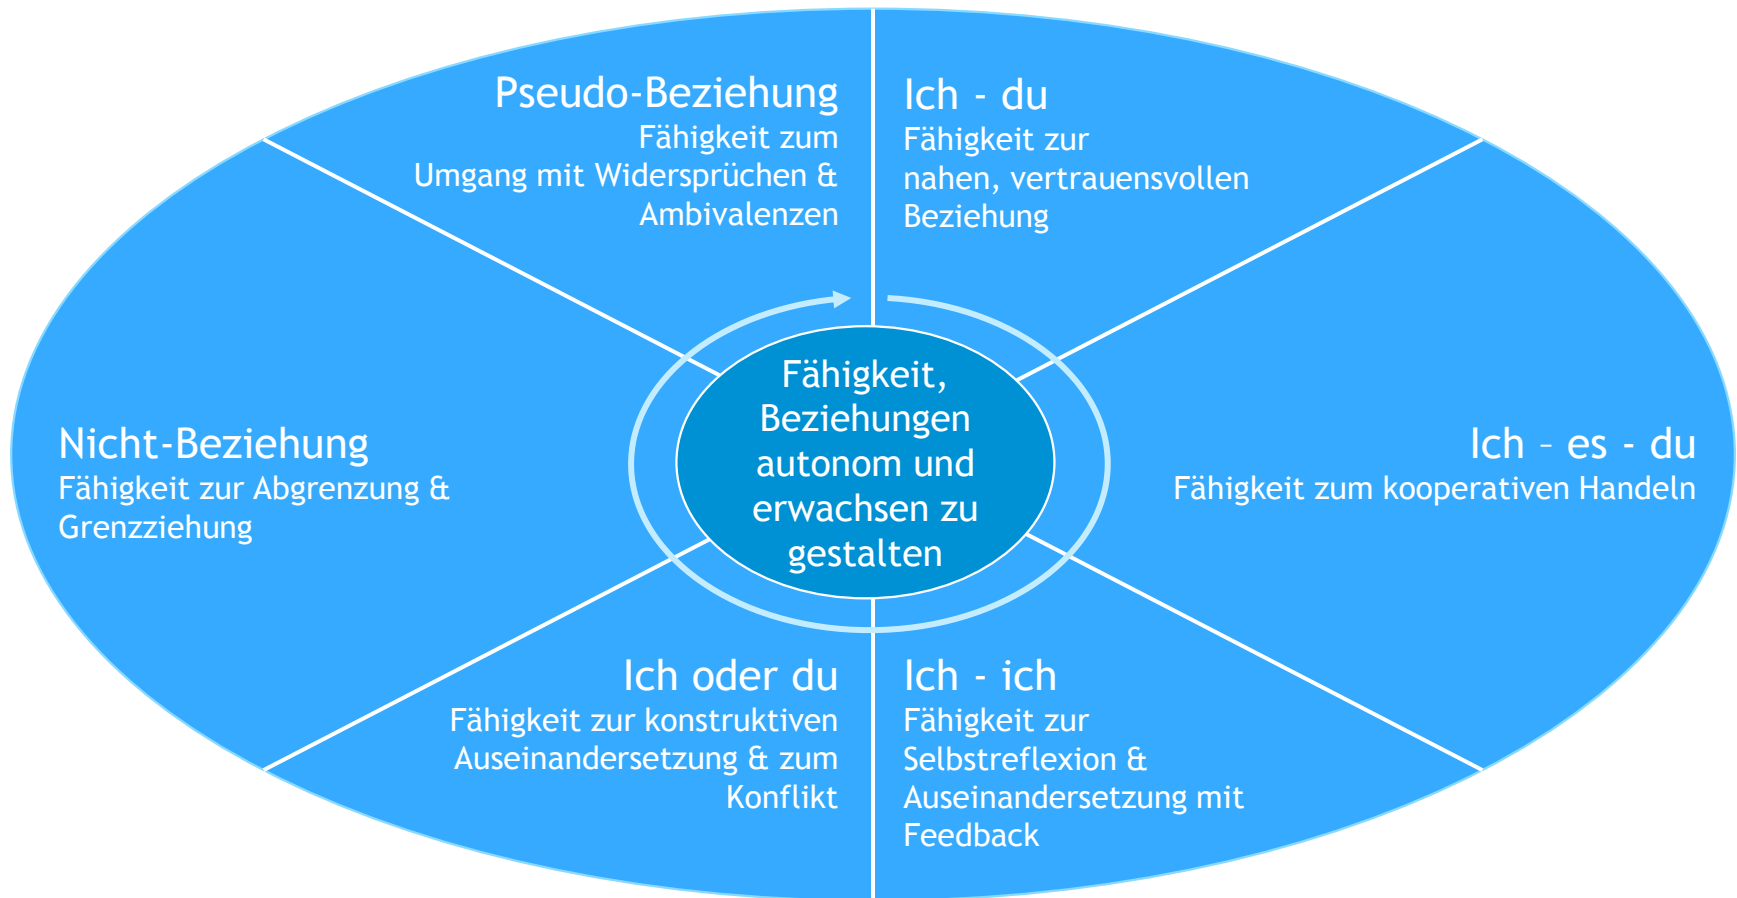 Pseudo-Beziehung
Fähigkeit zum
Umgang mit Widersprüchen &
Ambivalenzen
Ich - du
Fähigkeit zur
nahen, vertrauensvollen
Beziehung
Nicht-Beziehung
Fähigkeit zur Abgrenzung &
Grenzziehung
Fähigkeit,
Beziehungen
autonom und
erwachsen zu
gestalten
Ich – es - du
Fähigkeit zum kooperativen Handeln
Ich oder du
Fähigkeit zur konstruktiven
Auseinandersetzung & zum
Konflikt
Ich - ich
Fähigkeit zur
Selbstreflexion &
Auseinandersetzung mit
Feedback